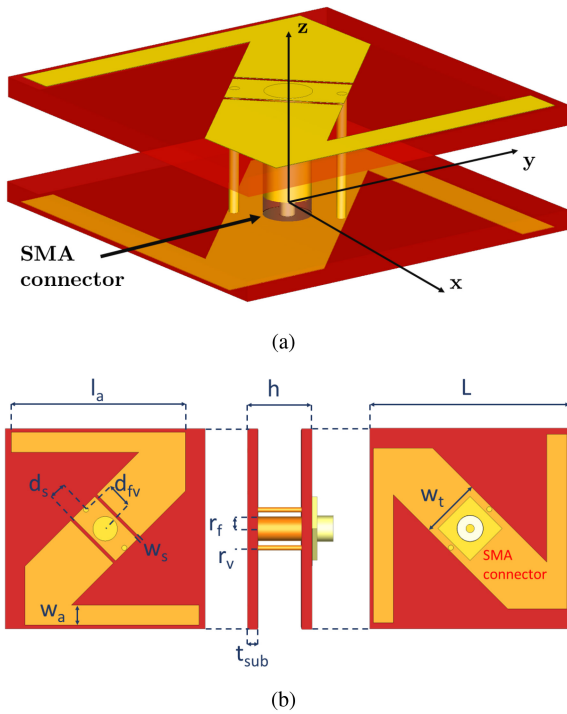 z
y
SMA
connector
x
(a)
l_a
h
L
d_s
d_fv
w_s
w_a
r_f
r_v
t_sub
w_t
SMA
connector
(b)